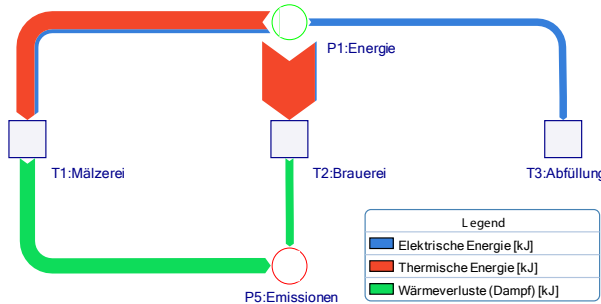 P1:Energie
T1:Mälzerei
T2:Brauerei
T3:Abfüllung
Legend
Elektrische Energie [kJ]
Thermische Energie [kJ]
Wärmeverluste (Dampf) [kJ]
P5:Emissionen